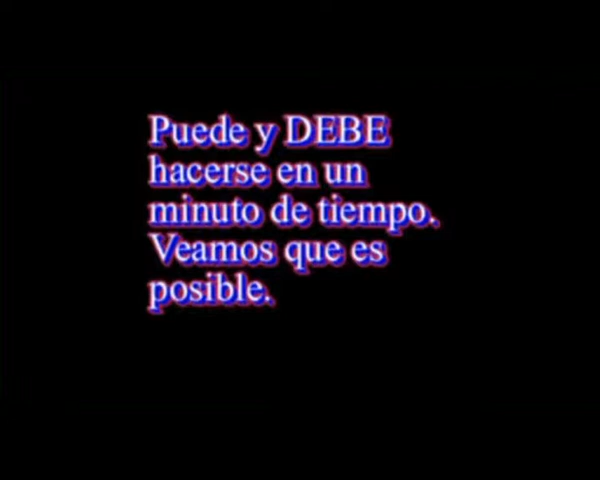 Puede y DEBE
hacerse en un
minuto de tiempo.
Veamos que es
posible.